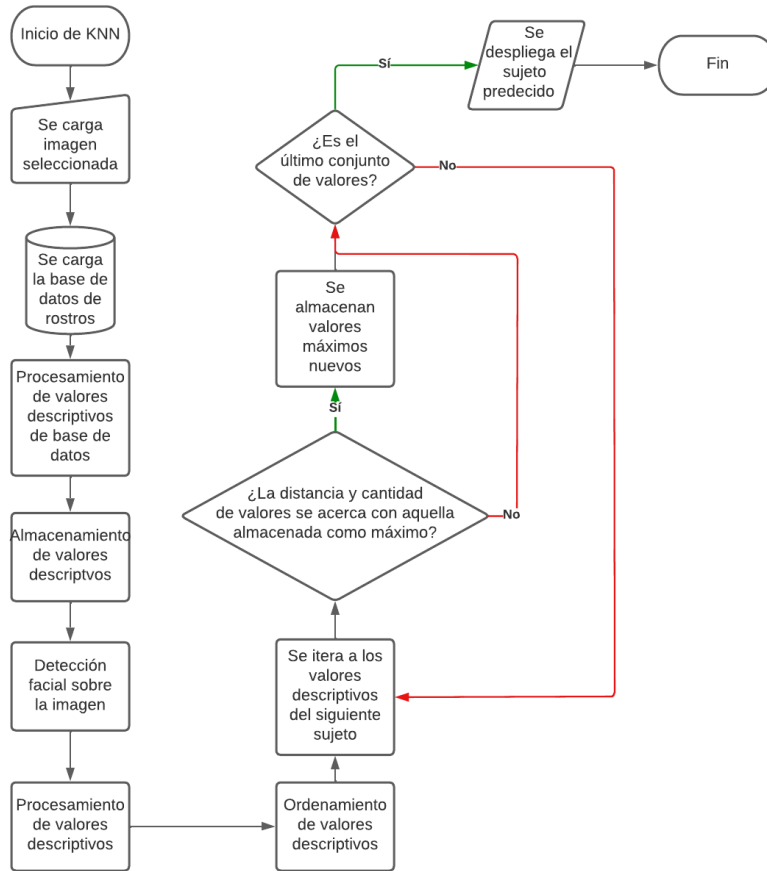 Inicio de KNN
Se carga
imagen
seleccionada
Se carga
la base de
datos de
rostros
Procesamiento
de valores
descriptivos
de base de
datos
Almacenamiento
de valores
descriptvos
Detección
facial sobre
la imagen
Procesamiento
de valores
descriptivos
Ordenamiento
de valores
descriptivos
Se itera a los
valores
descriptivos
del siguiente
sujeto
¿La distancia y cantidad
de valores se acerca con aquella
almacenada como máximo?
No
Sí
Se
almacenan
valores
máximos
nuevos
¿Es el
último conjunto
de valores?
No
Sí
Se
despliega el
sujeto
predecido
Fin